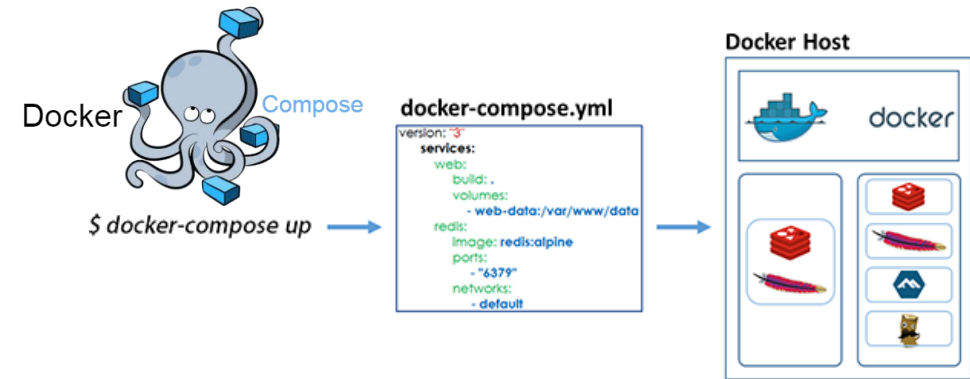 Docker
Compose
$ docker-compose up
docker-compose.yml
version: "3"
services:
web:
build: .
volumes:
- web-data:/var/www/data
redis:
image: redis:alpine
ports:
- "6379"
networks:
- default
Docker Host
docker